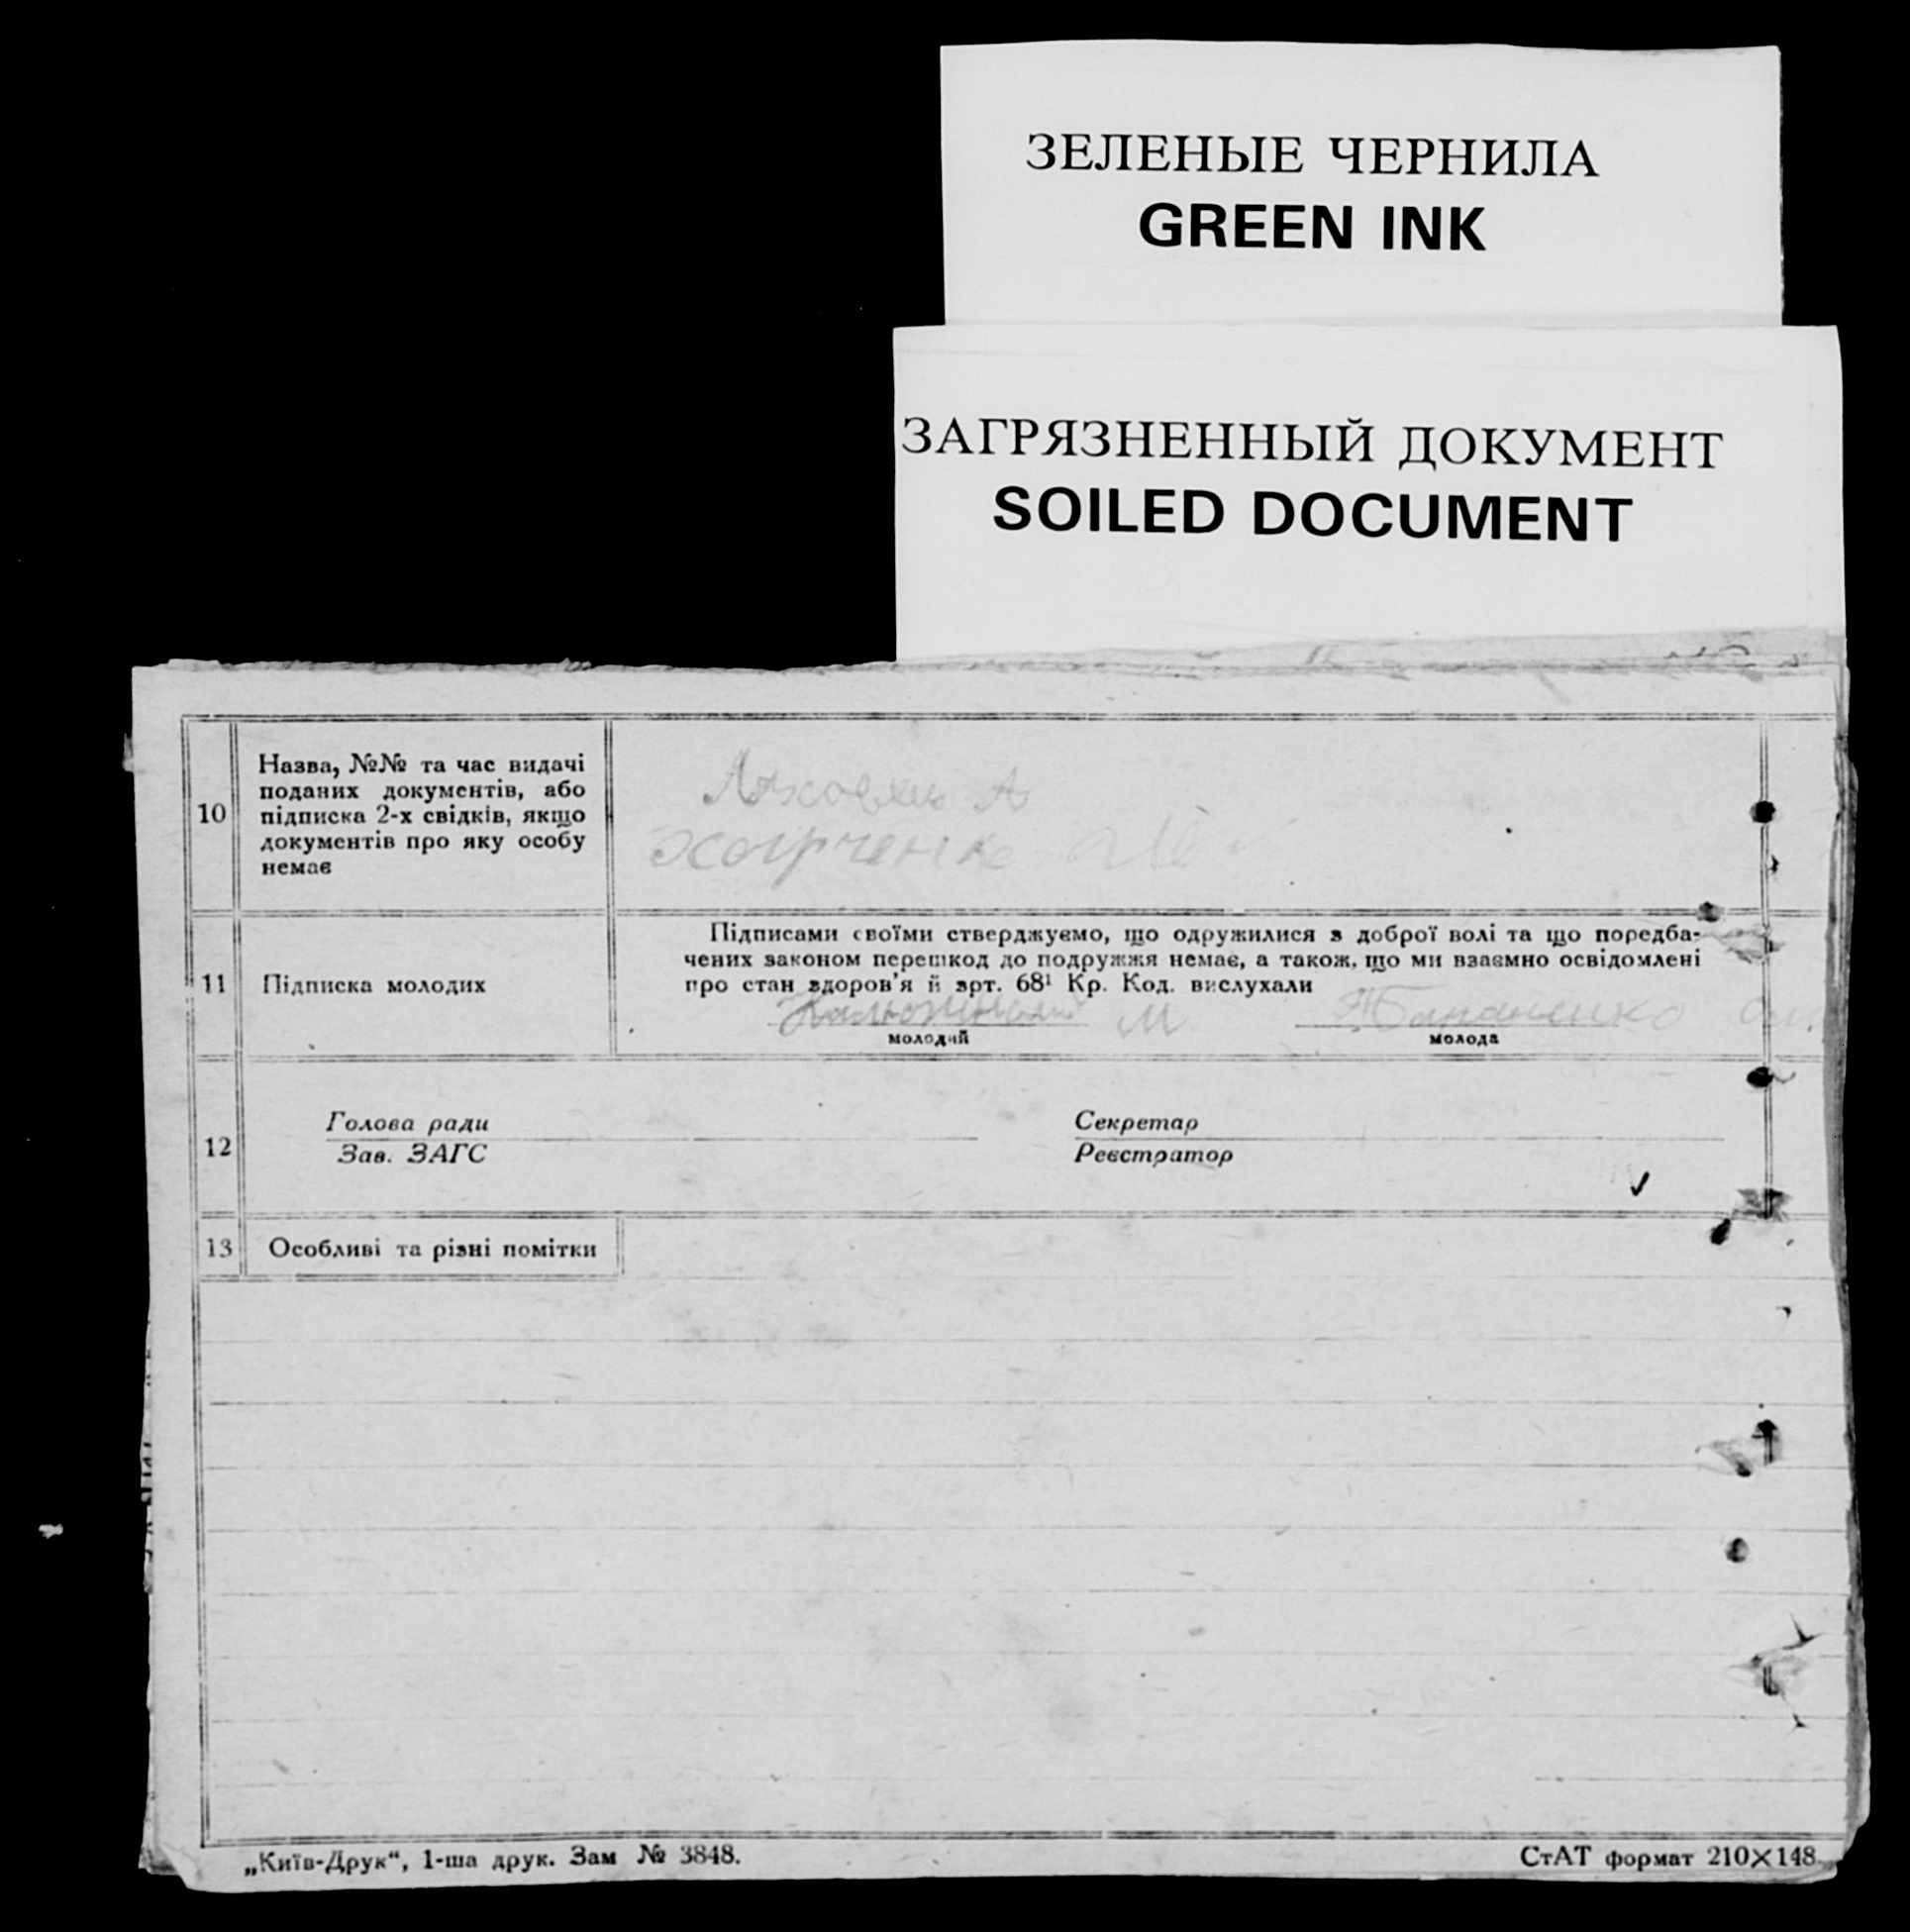 ЗЕЛЕНЫЕ ЧЕРНИЛА
GREEN INK
ЗАГРЯЗНЕННЫЙ ДОКУМЕНТ
SOILED DOCUMENT
10
Назва, №№ та час видачі
поданих документів, або
підписка 2-х свідків, якщо
документів про яку особу
немає
А
Харченко
11
Підписка молодих
Підписами своїми стверджуємо, що одружилися з доброї волі та що передба-
чених законом перешкод до подружжя немає, а також, що ми взаємно освідомлені
про стан здоров'я й арт. 68¹ Кр. Код. вислухали
М
молодий
молода
12
Голова ради
Зав. ЗАГС
Секретар
Реєстратор
13
Особливі та різні помітки
„Київ-Друк“, 1-ша друк. Зам № 3848.
СтАТ формат 210×148